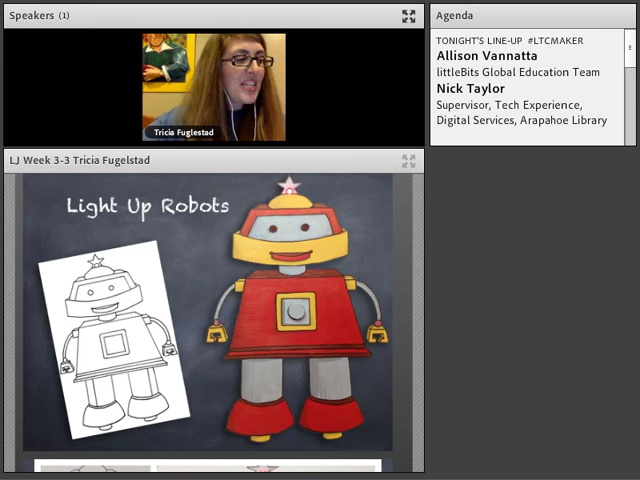 Speakers (1)
Tricia Fuglestad
Agenda
TONIGHT'S LINE-UP #LTCMAKER
Allison Vannatta
littleBits Global Education Team
Nick Taylor
Supervisor, Tech Experience,
Digital Services, Arapahoe Library
LJ Week 3-3 Tricia Fugelstad
Light Up Robots